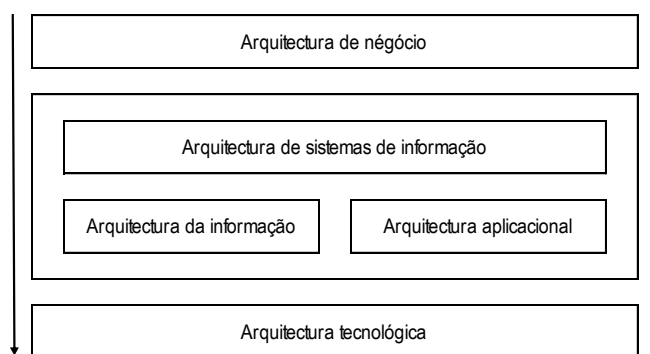 Arquitectura de négócio
Arquitectura de sistemas de informação
Arquitectura da informação
Arquitectura aplicacional
Arquitectura tecnológica